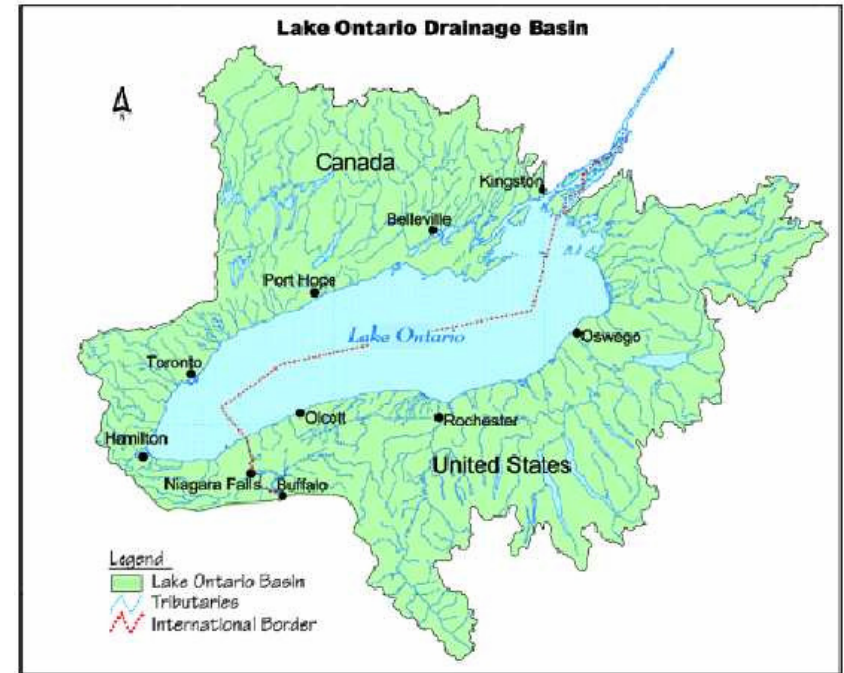 Lake Ontario Drainage Basin
N
Canada
Kingston
Belleville
Port Hope
Lake Ontario
Oswego
Toronto
Olcott
Rochester
Hamilton
United States
Niagara Falls
Buffalo
Legend
Lake Ontario Basin
Tributaries
International Border